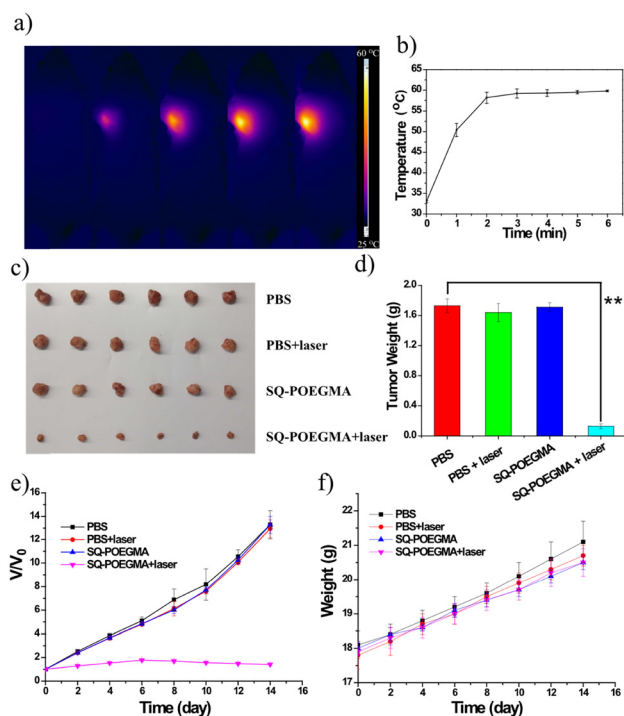 a)
60 °C
25 °C
b)
Temperature (°C)
60
55
50
45
40
35
30
0 1 2 3 4 5 6
Time (min)
c)
PBS
PBS+laser
SQ-POEGMA
SQ-POEGMA+laser
d)
Tumor Weight (g)
2.0
1.6
1.2
0.8
0.4
0.0
**
PBS
PBS + laser
SQ-POEGMA
SQ-POEGMA + laser
e)
V/V0
16
14
12
10
8
6
4
2
0
PBS
PBS+laser
SQ-POEGMA
SQ-POEGMA+laser
0 2 4 6 8 10 12 14 16
Time (day)
f)
Weight (g)
22
21
20
19
18
17
PBS
PBS+laser
SQ-POEGMA
SQ-POEGMA+laser
0 2 4 6 8 10 12 14 16
Time (day)